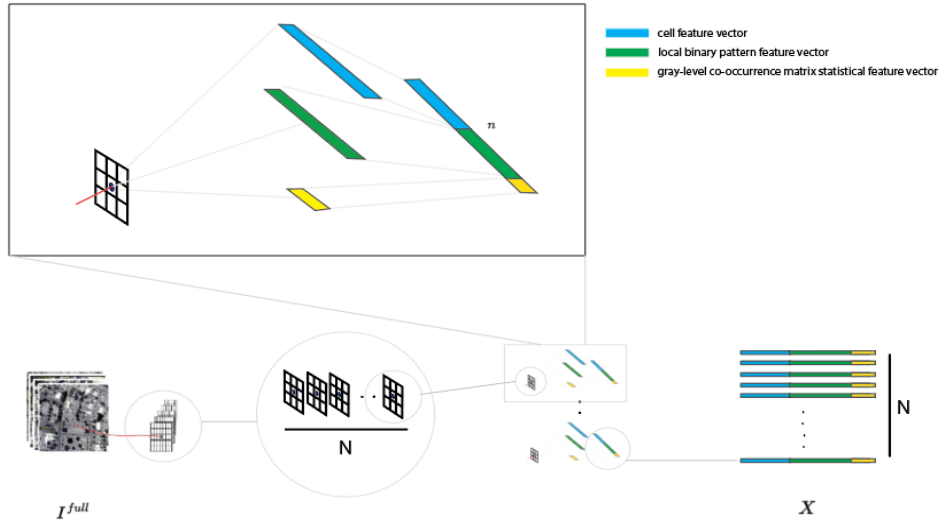 cell feature vector
local binary pattern feature vector
gray-level co-occurrence matrix statistical feature vector
n
N
N
I^{full}
X